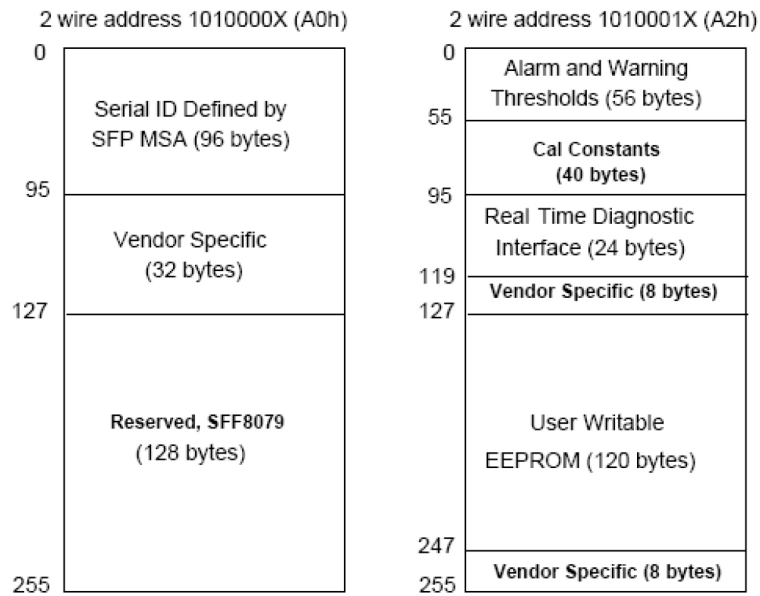 2 wire address 1010000X (A0h)
0
Serial ID Defined by
SFP MSA (96 bytes)
95
Vendor Specific
(32 bytes)
127
Reserved, SFF8079
(128 bytes)
255
2 wire address 1010001X (A2h)
0
Alarm and Warning
Thresholds (56 bytes)
55
Cal Constants
(40 bytes)
95
Real Time Diagnostic
Interface (24 bytes)
119
Vendor Specific (8 bytes)
127
User Writable
EEPROM (120 bytes)
247
Vendor Specific (8 bytes)
255